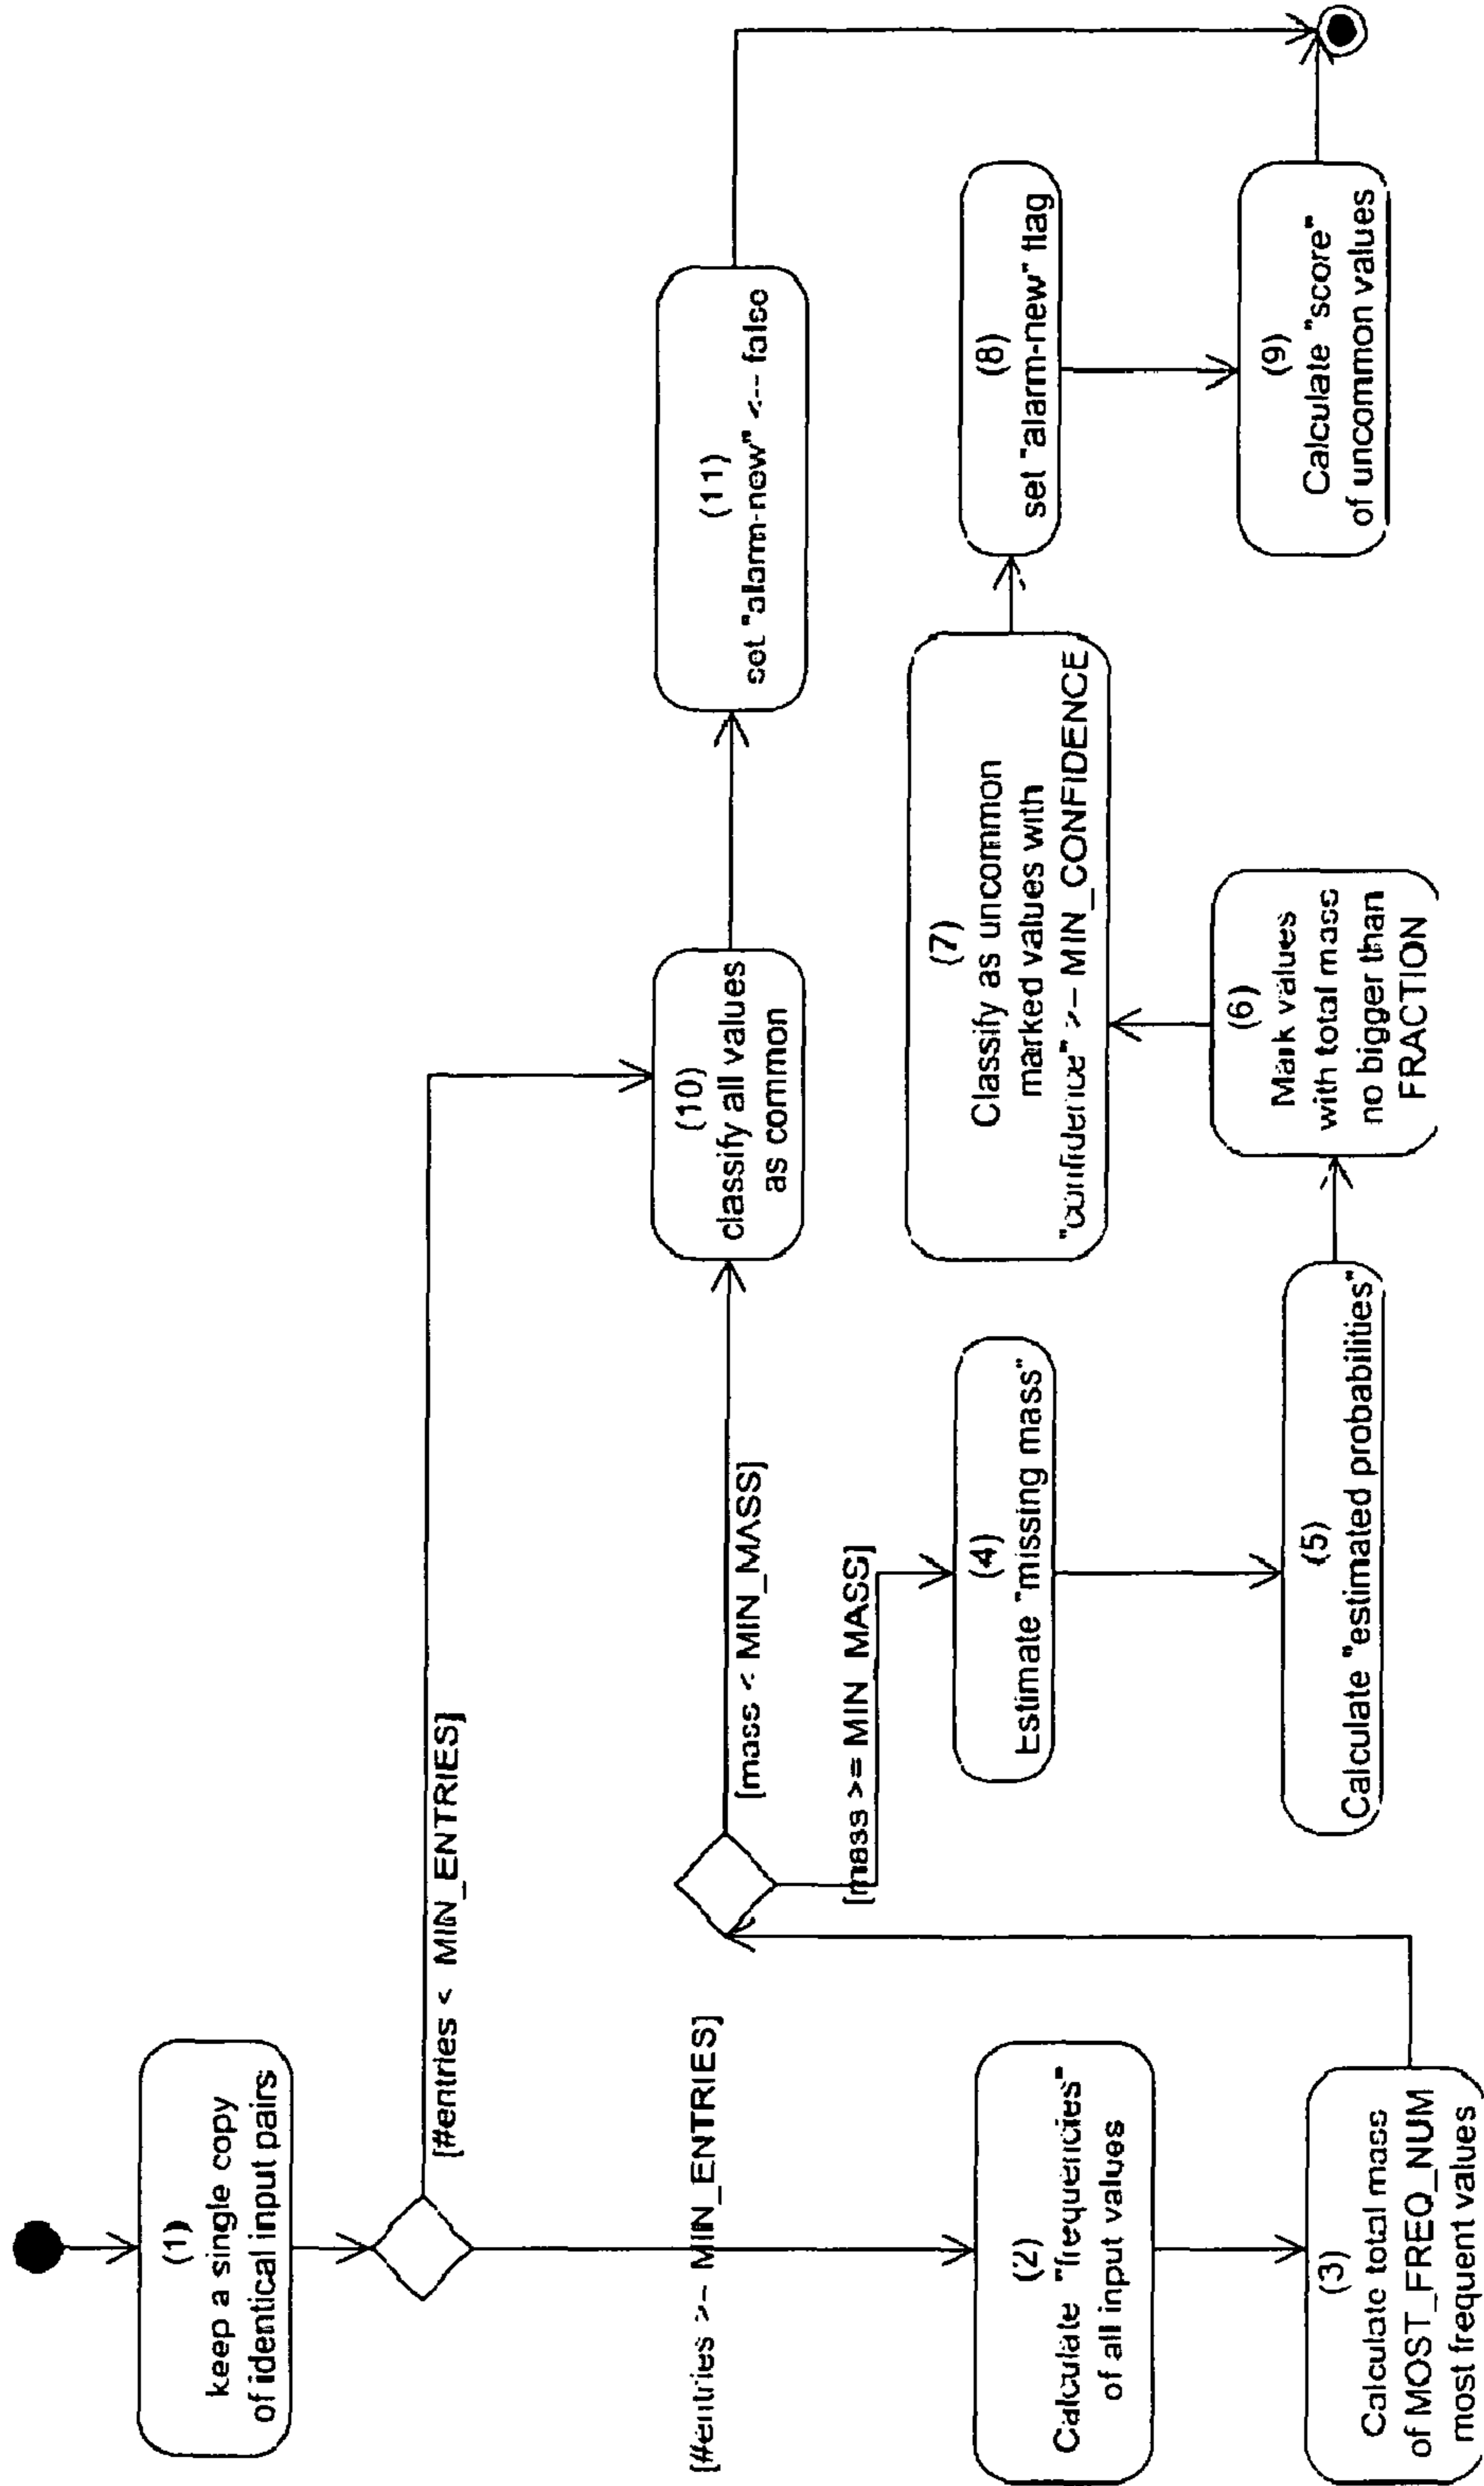 (1)
keep a single copy
of identical input pairs
[#entries < MIN_ENTRIES]
[#entries >= MIN_ENTRIES]
(2)
Calculate "frequencies"
of all input values
(3)
Calculate total mass
of MOST_FREQ_NUM
most frequent values
[mass < MIN_MASS]
[mass >= MIN_MASS]
(4)
Estimate "missing mass"
(5)
Calculate "estimated probabilities"
(6)
Mark values
with total mass
no bigger than
FRACTION
(7)
Classify as uncommon
marked values with
"confidence" >= MIN_CONFIDENCE
(8)
set "alarm-new" flag
(9)
Calculate "score"
of uncommon values
(10)
classify all values
as common
(11)
set "alarm-new" <-- false